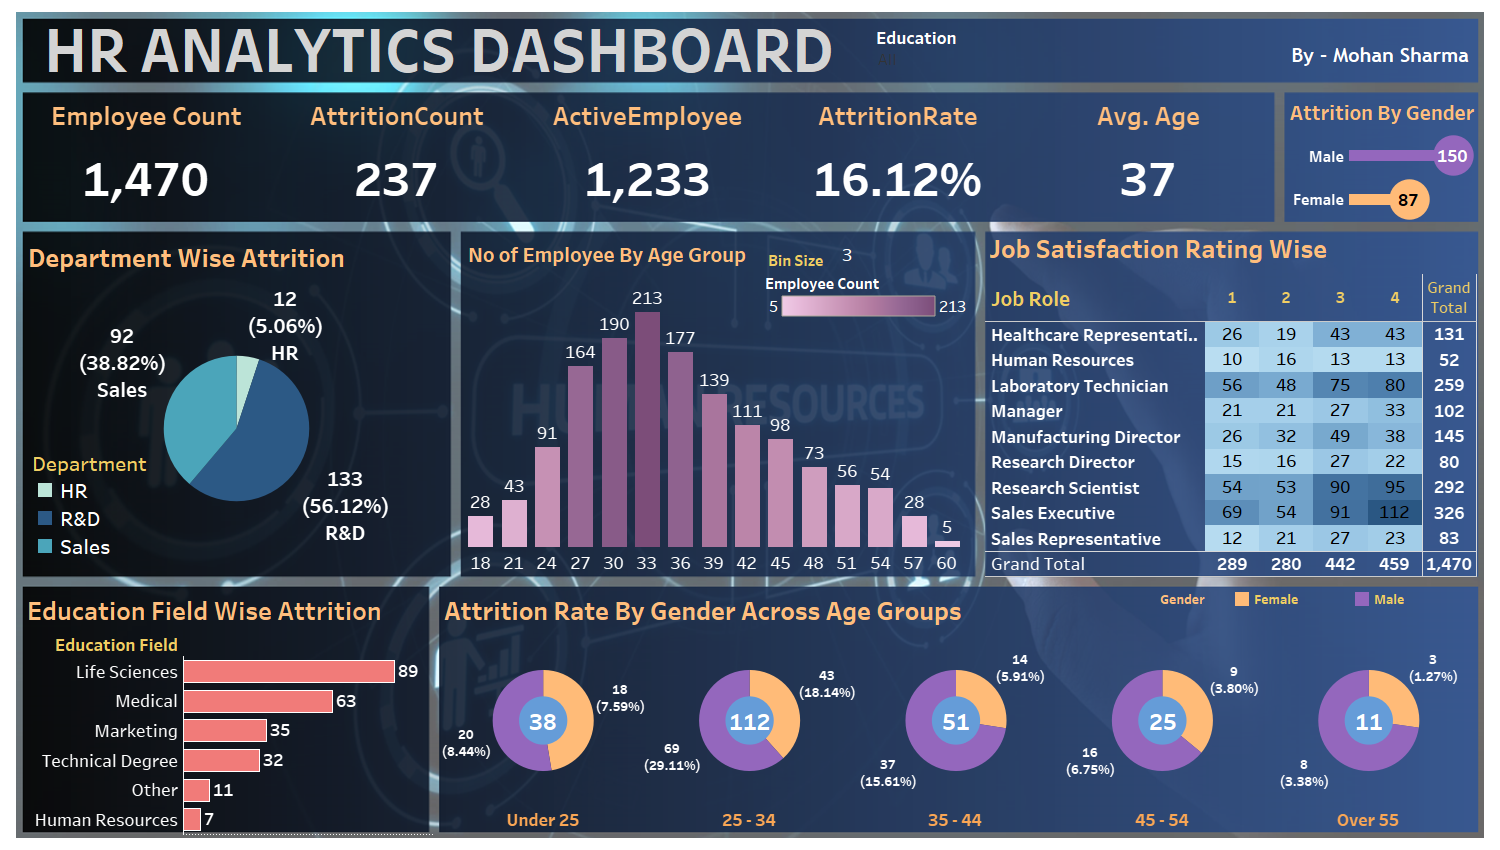 HR ANALYTICS DASHBOARD
Education
By - Mohan Sharma
Employee Count AttritionCount ActiveEmployee AttritionRate Avg. Age
1,470 237 1,233 16.12% 37
Attrition By Gender
Male 150
Female 87
Department Wise Attrition
12
(5.06%)
HR
92
(38.82%)
Sales
133
(56.12%)
R&D
Department
HR
R&D
Sales
No of Employee By Age Group
Bin Size 3
Employee Count
5 213
28 43 91 164 190 213 177 139 111 98 73 56 54 28 5
18 21 24 27 30 33 36 39 42 45 48 51 54 57 60
HUMAN RESOURCES
Job Satisfaction Rating Wise
Job Role 1 2 3 4 Grand Total
Healthcare Representati.. 26 19 43 43 131
Human Resources 10 16 13 13 52
Laboratory Technician 56 48 75 80 259
Manager 21 21 27 33 102
Manufacturing Director 26 32 49 38 145
Research Director 15 16 27 22 80
Research Scientist 54 53 90 95 292
Sales Executive 69 54 91 112 326
Sales Representative 12 21 27 23 83
Grand Total 289 280 442 459 1,470
Education Field Wise Attrition
Education Field
Life Sciences 89
Medical 63
Marketing 35
Technical Degree 32
Other 11
Human Resources 7
Attrition Rate By Gender Across Age Groups
Gender Female Male
18
(7.59%)
38
20
(8.44%)
Under 25
43
(18.14%)
112
69
(29.11%)
25 - 34
14
(5.91%)
51
37
(15.61%)
35 - 44
9
(3.80%)
25
16
(6.75%)
45 - 54
3
(1.27%)
11
8
(3.38%)
Over 55